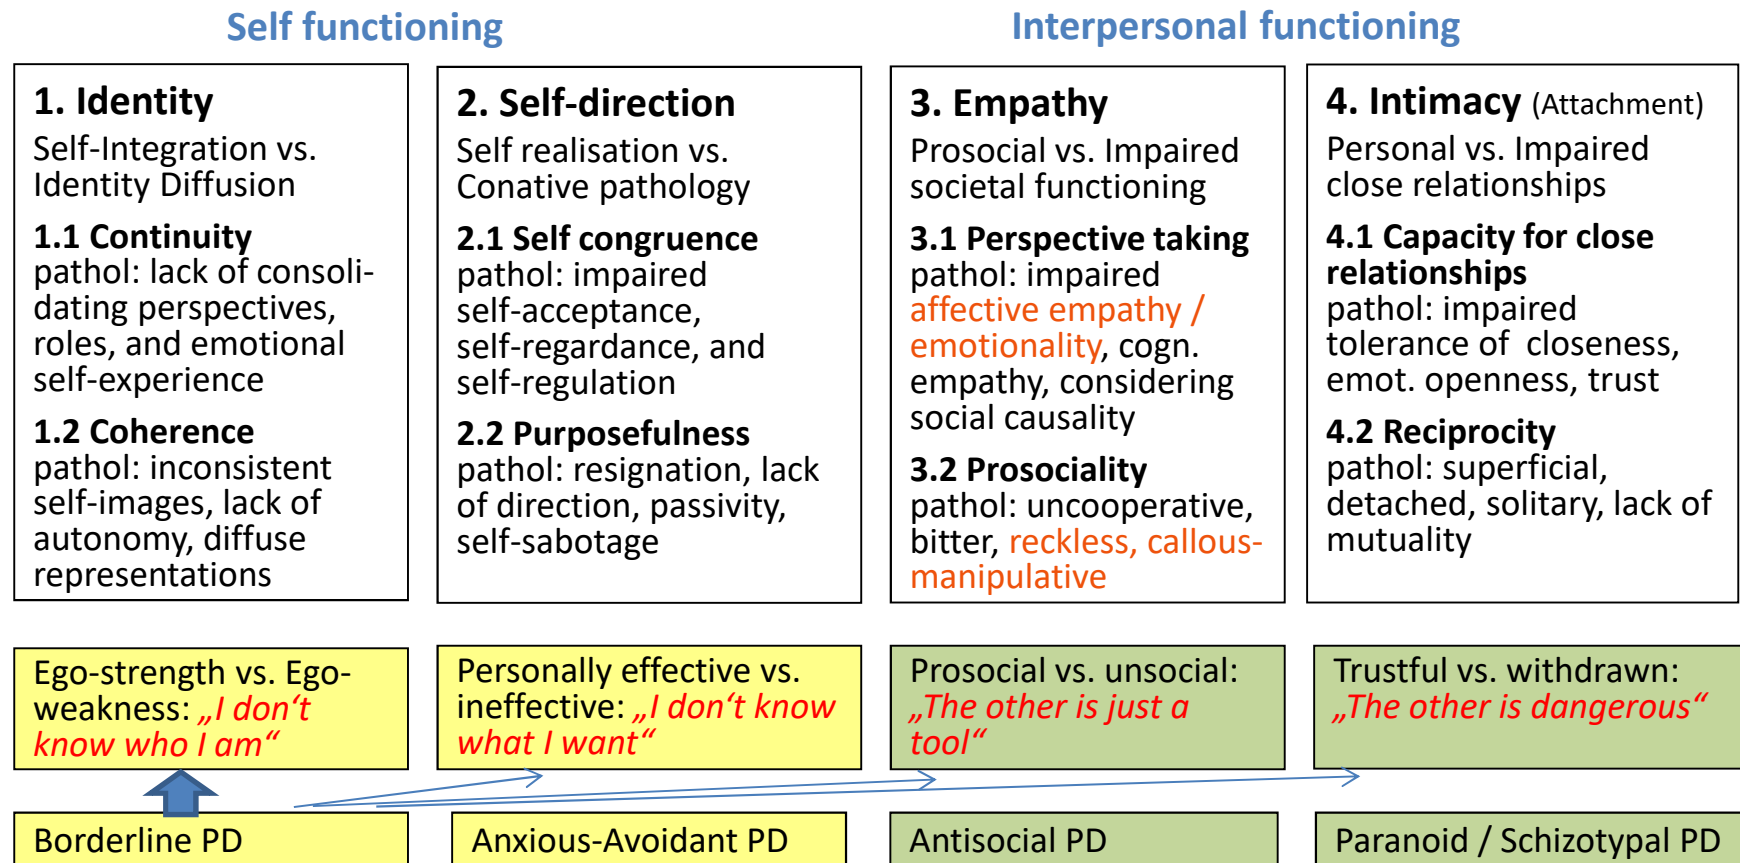 Self functioning
Interpersonal functioning
1. Identity
Self-Integration vs.
Identity Diffusion
1.1 Continuity
pathol: lack of consoli-
dating perspectives,
roles, and emotional
self-experience
1.2 Coherence
pathol: inconsistent
self-images, lack of
autonomy, diffuse
representations
2. Self-direction
Self realisation vs.
Conative pathology
2.1 Self congruence
pathol: impaired
self-acceptance,
self-regardance, and
self-regulation
2.2 Purposefulness
pathol: resignation, lack
of direction, passivity,
self-sabotage
3. Empathy
Prosocial vs. Impaired
societal functioning
3.1 Perspective taking
pathol: impaired
affective empathy /
emotionality, cogn.
empathy, considering
social causality
3.2 Prosociality
pathol: uncooperative,
bitter, reckless, callous-
manipulative
4. Intimacy (Attachment)
Personal vs. Impaired
close relationships
4.1 Capacity for close
relationships
pathol: impaired
tolerance of closeness,
emot. openness, trust
4.2 Reciprocity
pathol: superficial,
detached, solitary, lack of
mutuality
Ego-strength vs. Ego-
weakness: „I don‘t
know who I am“
Personally effective vs.
ineffective: „I don‘t know
what I want“
Prosocial vs. unsocial:
„The other is just a
tool“
Trustful vs. withdrawn:
„The other is dangerous“
Borderline PD
Anxious-Avoidant PD
Antisocial PD
Paranoid / Schizotypal PD